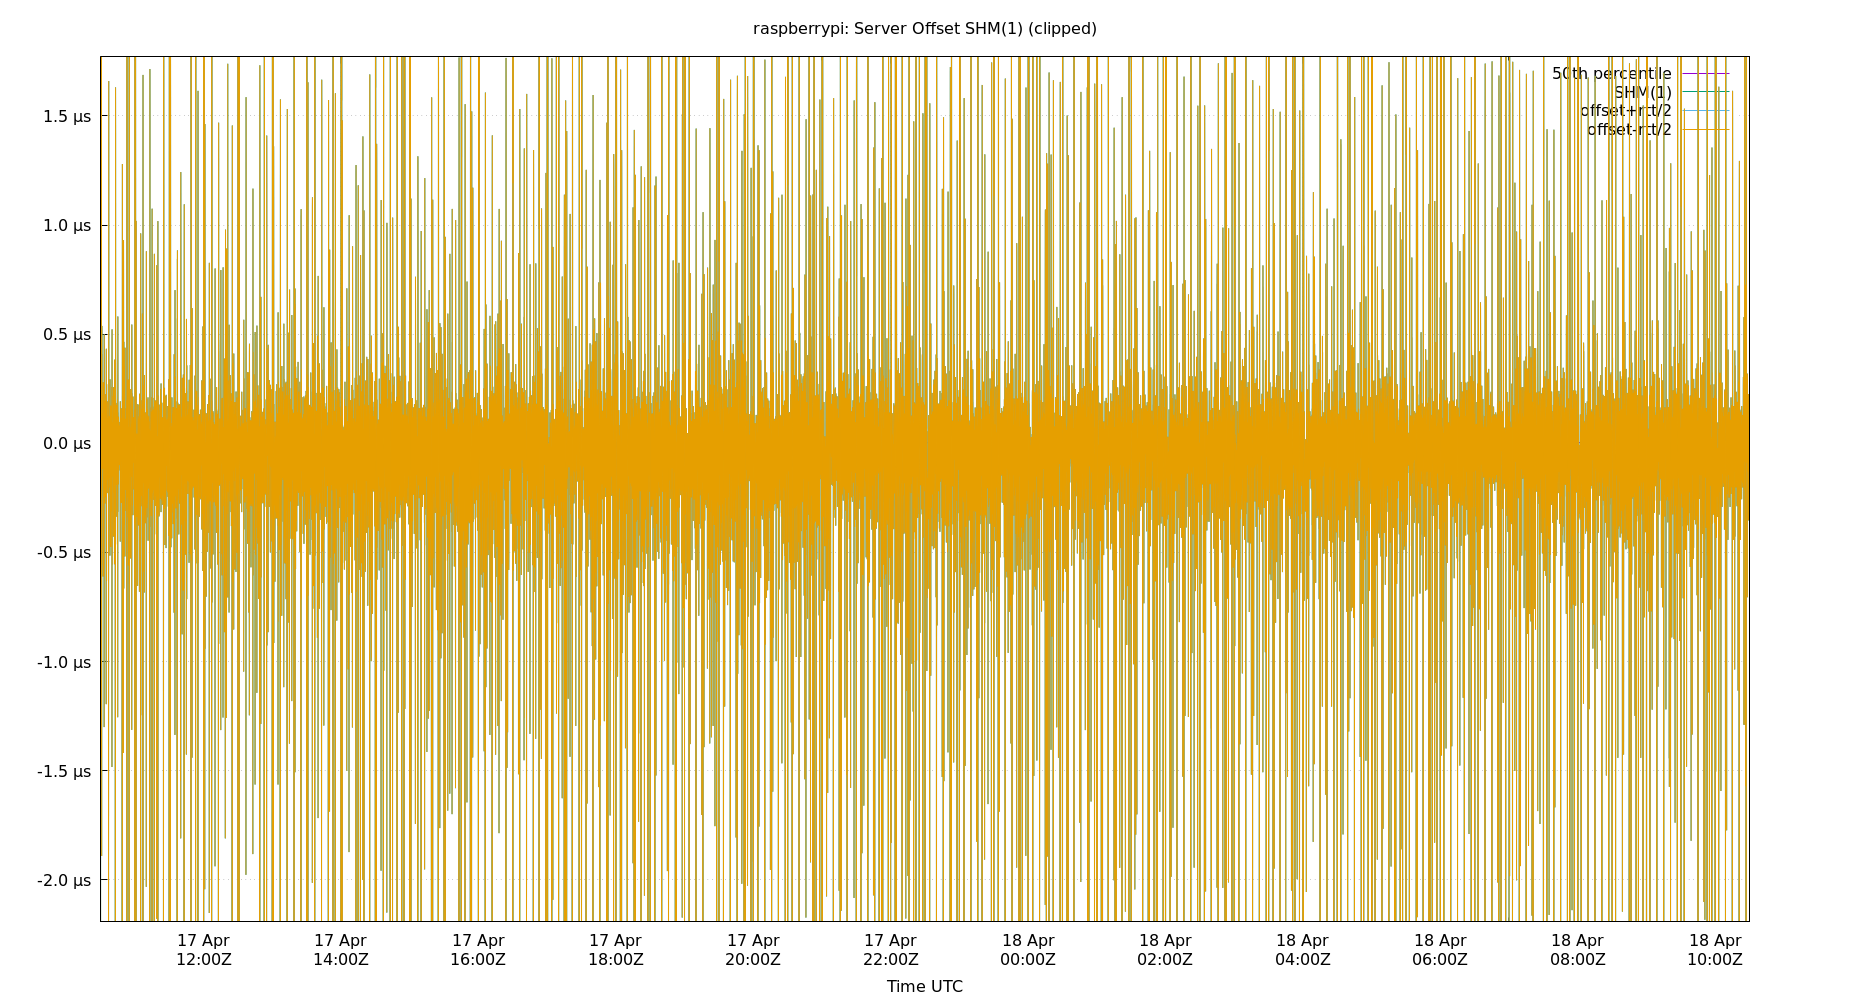 raspberrypi: Server Offset SHM(1) (clipped)
50th percentile
SHM(1)
offset+rtt/2
offset-rtt/2
1.5 µs
1.0 µs
0.5 µs
0.0 µs
-0.5 µs
-1.0 µs
-1.5 µs
-2.0 µs
17 Apr 17 Apr 17 Apr 17 Apr 17 Apr 17 Apr 18 Apr 18 Apr 18 Apr 18 Apr 18 Apr 18 Apr
12:00Z 14:00Z 16:00Z 18:00Z 20:00Z 22:00Z 00:00Z 02:00Z 04:00Z 06:00Z 08:00Z 10:00Z
Time UTC